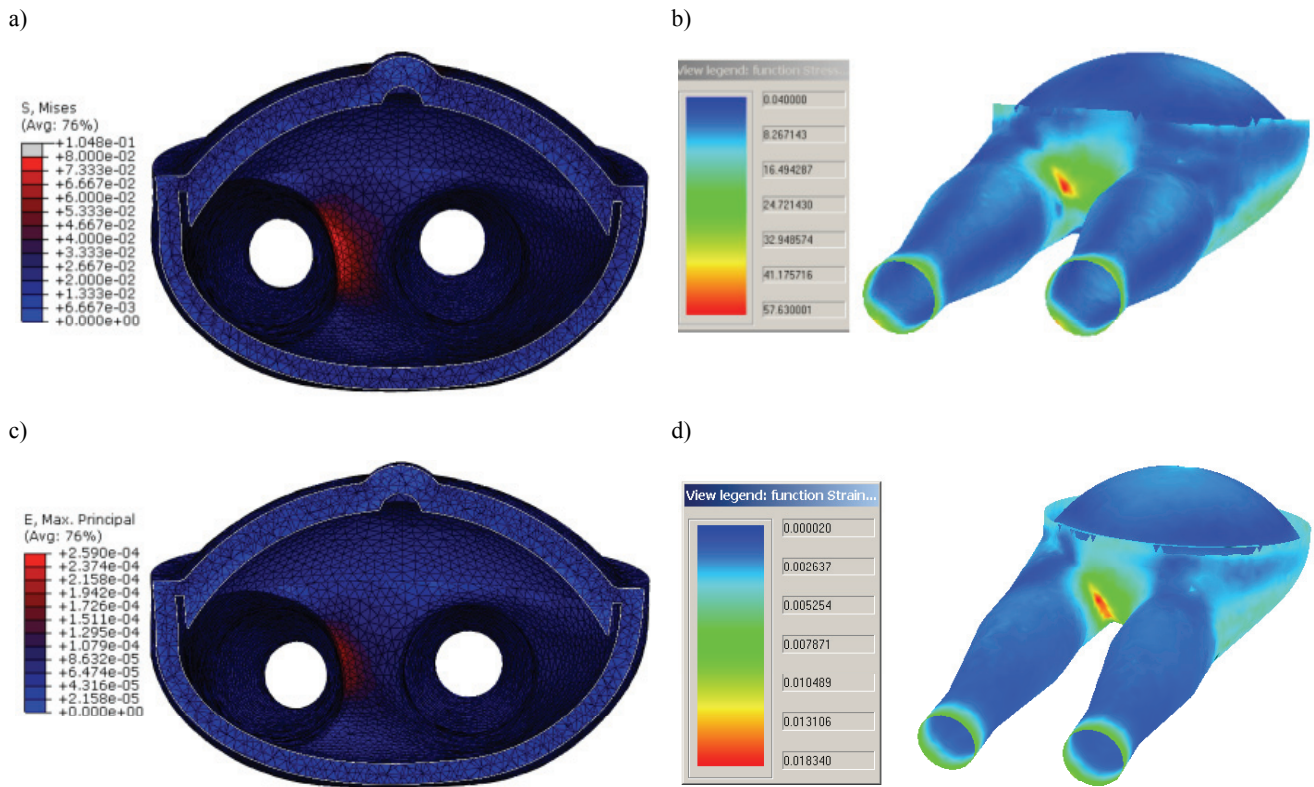 a)
S, Mises
(Avg: 76%)
+1.048e-01
+8.000e-02
+7.333e-02
+6.667e-02
+6.000e-02
+5.333e-02
+4.667e-02
+4.000e-02
+3.333e-02
+2.667e-02
+2.000e-02
+1.333e-02
+6.667e-03
+0.000e+00
b)
View legend: function Stress...
0.040000
8.267143
16.494287
24.721430
32.948574
41.175716
57.630001
c)
E, Max. Principal
(Avg: 76%)
+2.590e-04
+2.374e-04
+2.158e-04
+1.942e-04
+1.726e-04
+1.511e-04
+1.295e-04
+1.079e-04
+8.632e-05
+6.474e-05
+4.316e-05
+2.158e-05
+0.000e+00
d)
View legend: function Strain...
0.000020
0.002637
0.005254
0.007871
0.010489
0.013106
0.018340